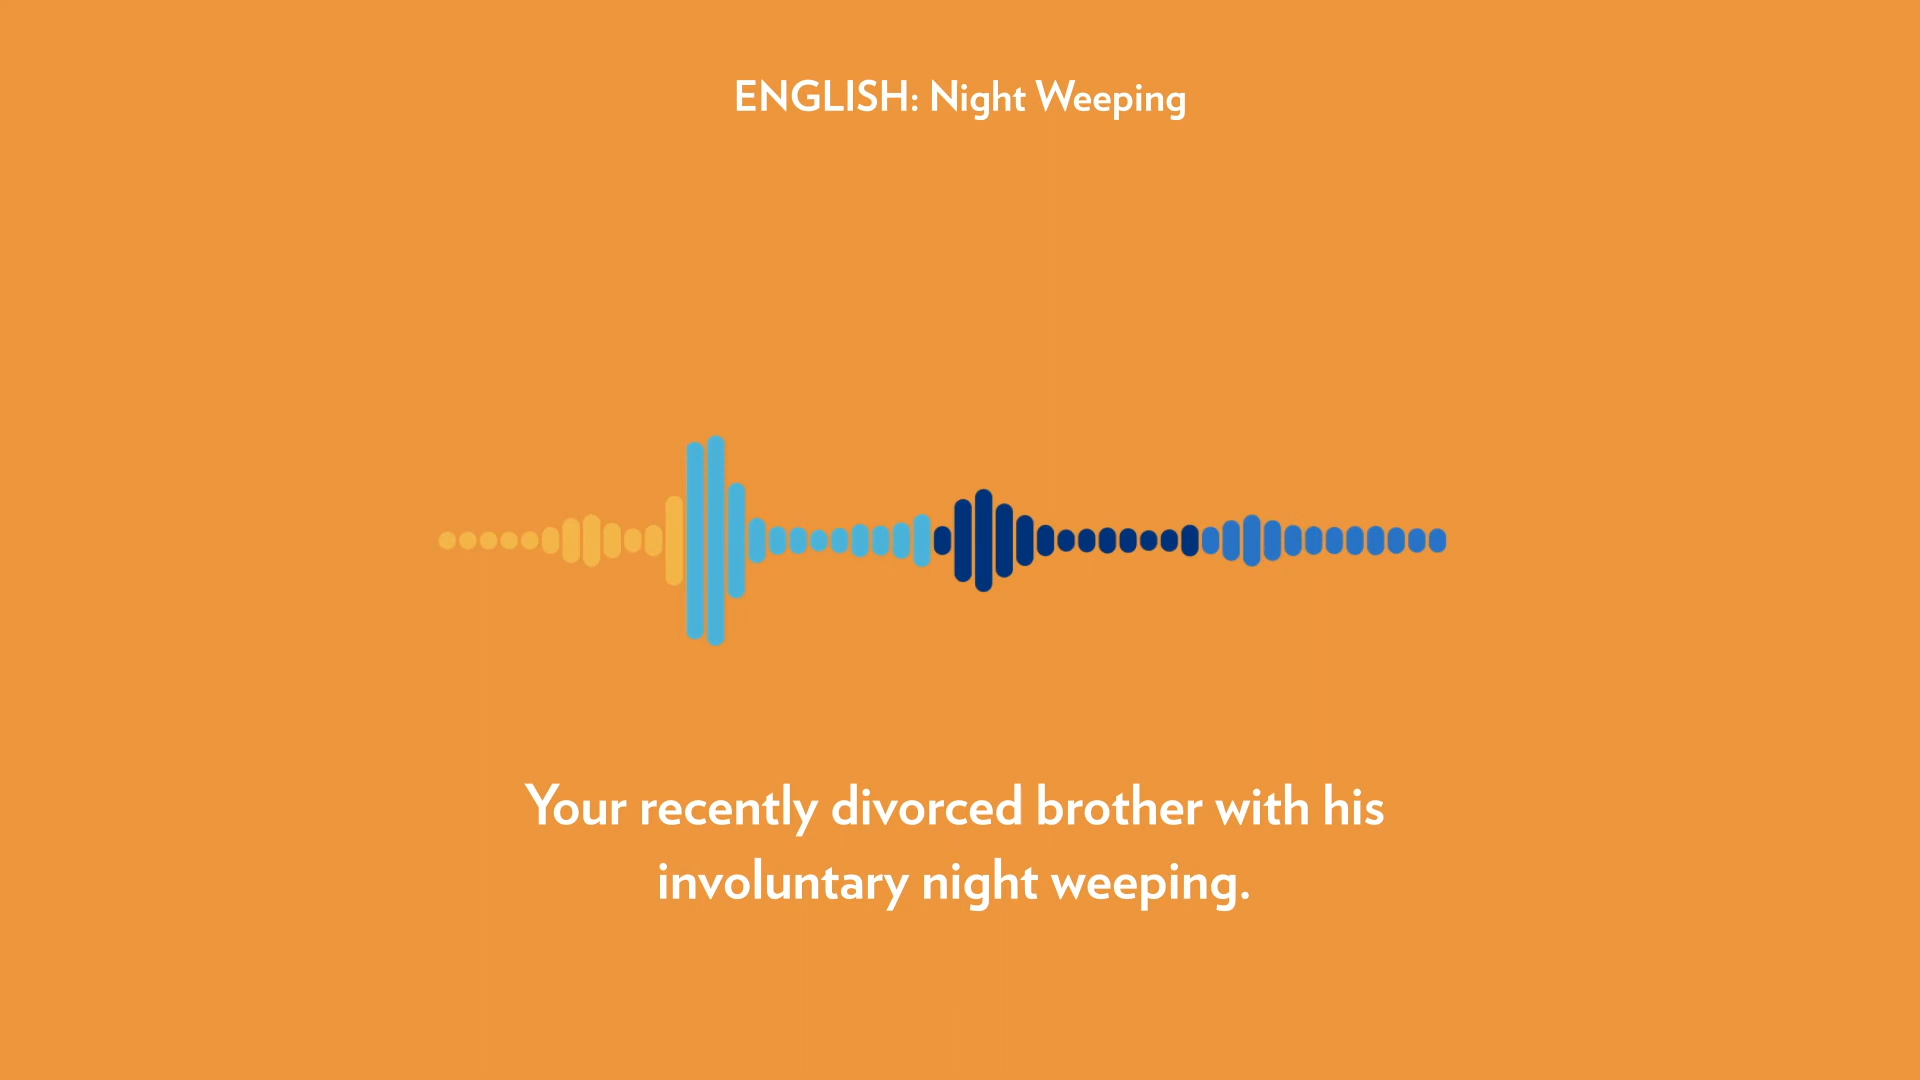 ENGLISH: Night Weeping
Your recently divorced brother with his
involuntary night weeping.